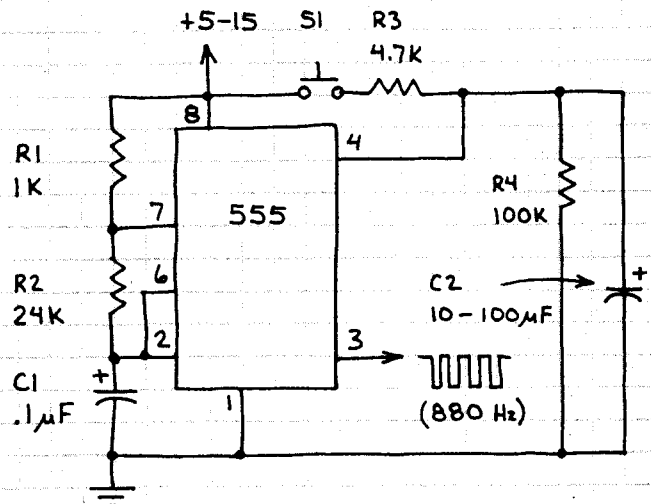 +5-15 S1 R3
4.7K
8
4
R1
1K
7
555
R4
100K
6
R2
24K
C2
10-100µF
2
3
C1
+
.1µF
1
+
(880 Hz)